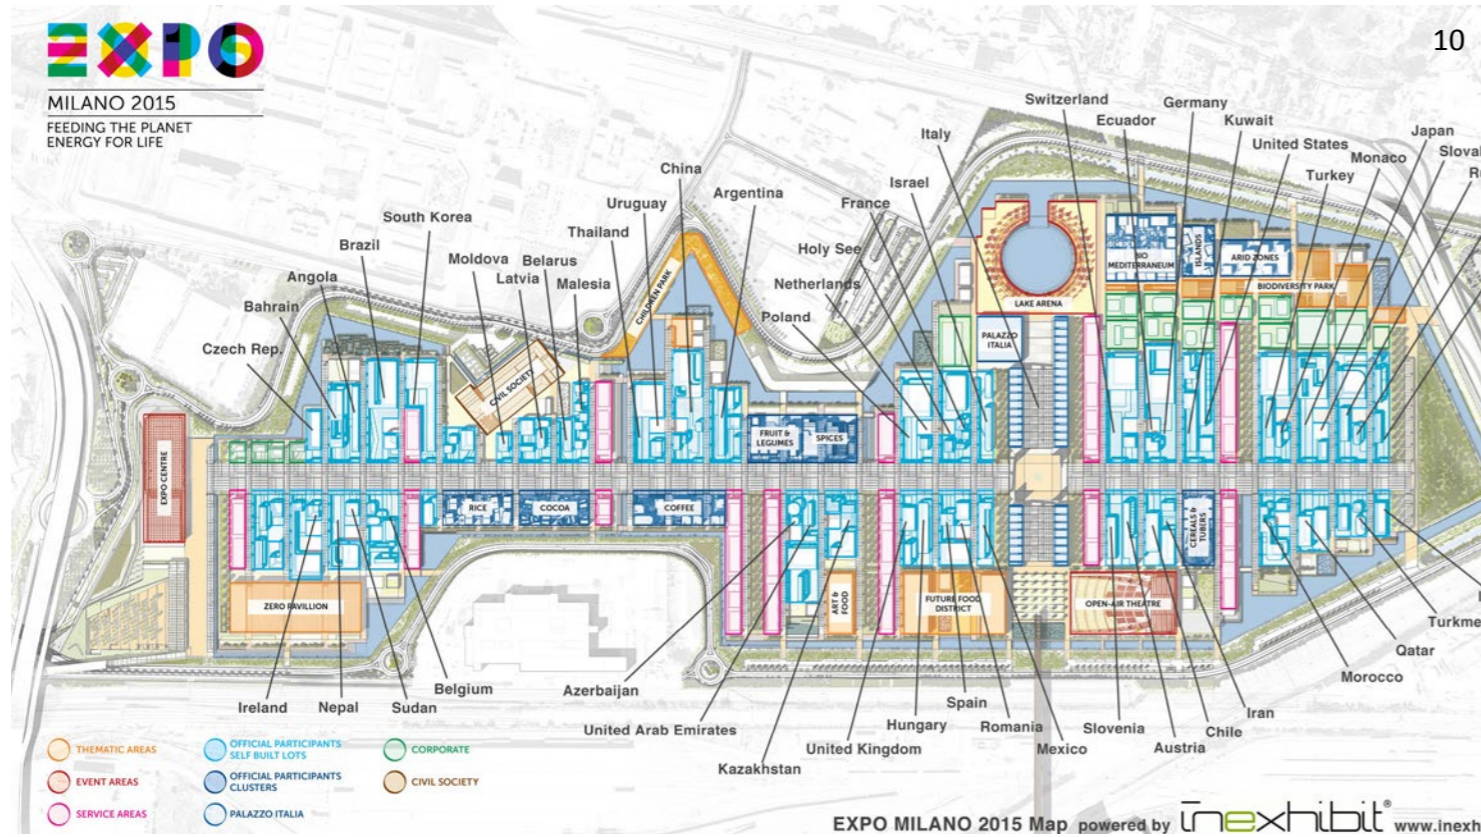 10
EXPO
MILANO 2015
FEEDING THE PLANET
ENERGY FOR LIFE
Czech Rep.
Bahrain
Angola
Brazil
South Korea
Moldova
Latvia
Belarus
Malesia
Thailand
Uruguay
China
Argentina
Poland
Netherlands
Holy See
France
Israel
Italy
Switzerland
Ecuador
Germany
Kuwait
United States
Turkey
Monaco
Japan
Sloval
Ru
EXPO CENTRE
CIVIL SOCIETY
CHILDREN PARK
FRUIT &
LEGUMES
SPICES
LAKE ARENA
PALAZZO
ITALIA
BIO
MEDITERRANEUM
ISLANDS
ARID ZONES
BIODIVERSITY PARK
RICE
COCOA
COFFEE
CEREALS &
TUBERS
ZERO PAVILLION
ART &
FOOD
FUTURE FOOD
DISTRICT
OPEN-AIR THEATRE
Ireland
Nepal
Sudan
Belgium
Azerbaijan
United Arab Emirates
Kazakhstan
United Kingdom
Hungary
Spain
Romania
Mexico
Slovenia
Austria
Chile
Iran
Morocco
Qatar
Turkme
THEMATIC AREAS
EVENT AREAS
SERVICE AREAS
OFFICIAL PARTICIPANTS
SELF BUILT LOTS
OFFICIAL PARTICIPANTS
CLUSTERS
PALAZZO ITALIA
CORPORATE
CIVIL SOCIETY
EXPO MILANO 2015 Map powered by inexhibit® www.inexh